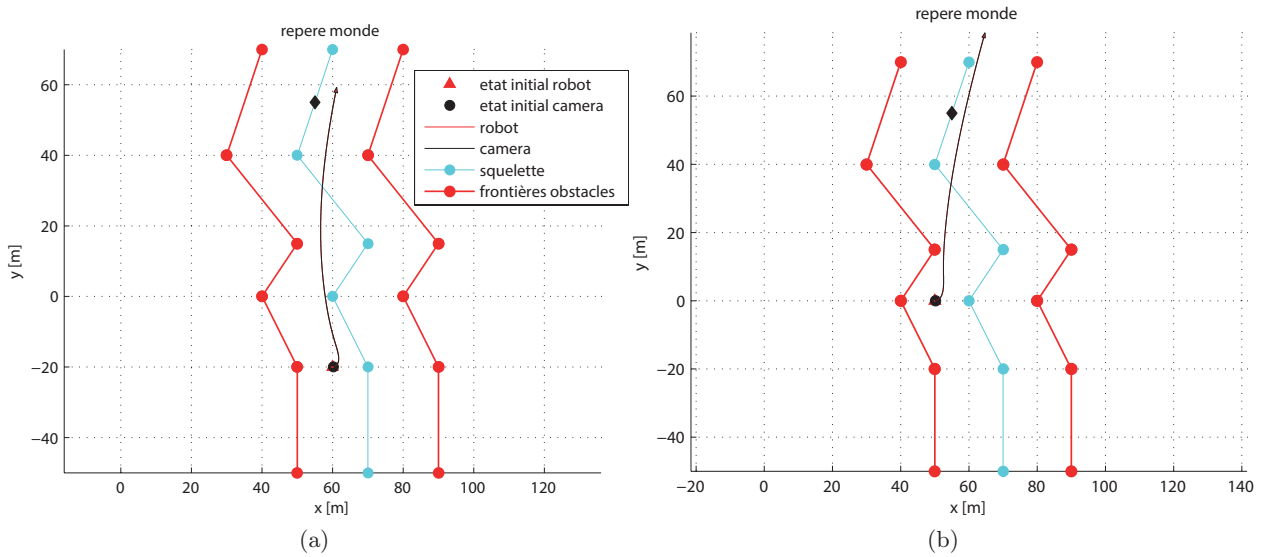 repere monde
60
40
20
0
−20
−40
y [m]
0
20
40
60
80
100
120
x [m]
etat initial robot
etat initial camera
robot
camera
squelette
frontières obstacles
(a)
repere monde
60
40
20
0
−20
−40
y [m]
−20
0
20
40
60
80
100
120
140
x [m]
(b)